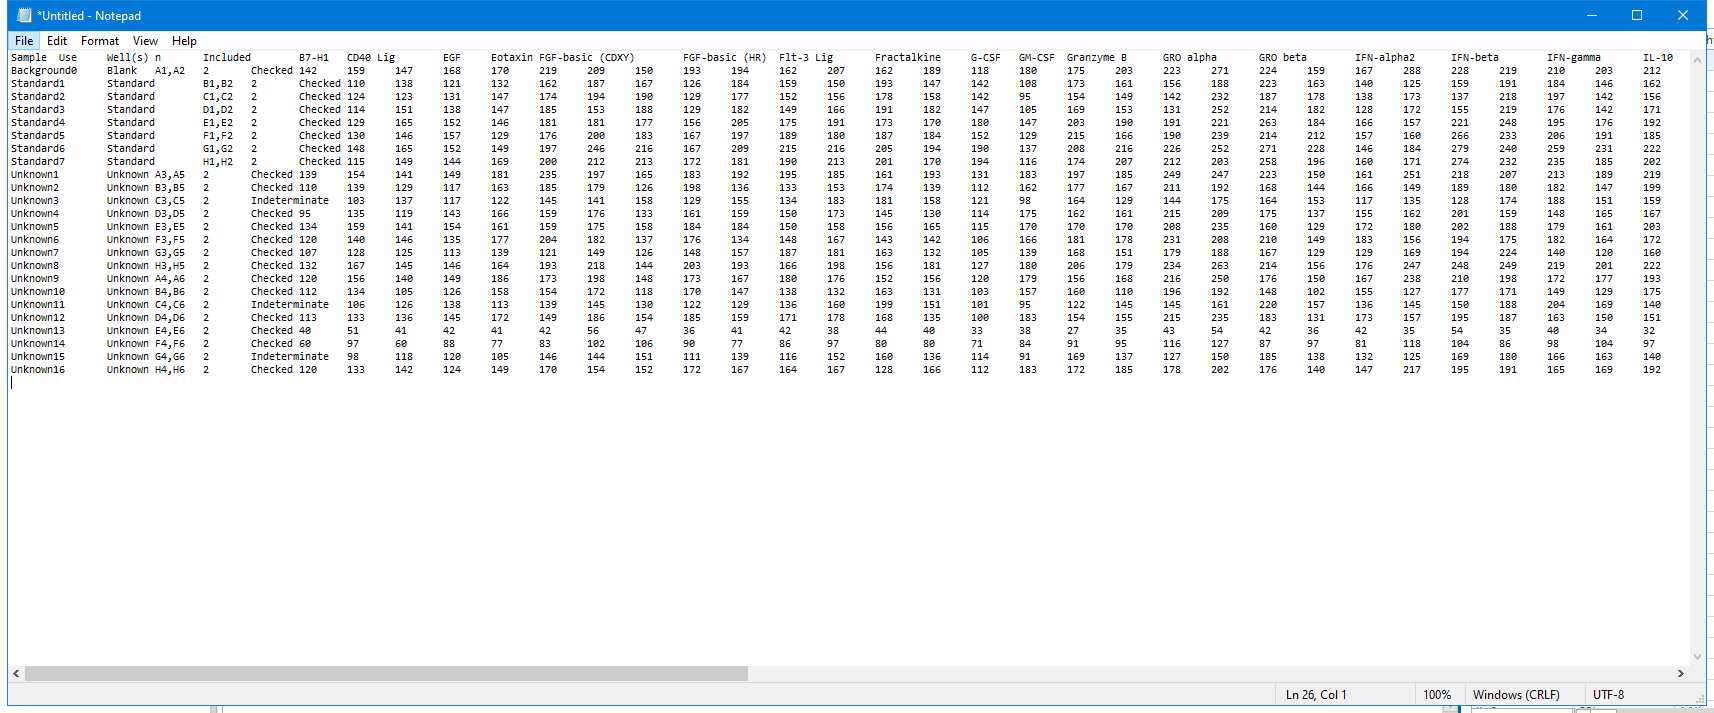 *Untitled - Notepad
File Edit Format View Help
Sample Use Well(s) n Included B7-H1 CD40 Lig EGF Eotaxin FGF-basic (CDXY) FGF-basic (HR) Flt-3 Lig Fractalkine G-CSF GM-CSF Granzyme B GRO alpha GRO beta IFN-alpha2 IFN-beta IFN-gamma IL-10
Background0 Blank A1,A2 2 Checked 142 159 147 168 170 219 209 150 193 194 162 207 162 189 118 180 175 203 223 271 224 159 167 288 228 219 210 203 212
Standard1 Standard B1,B2 2 Checked 110 138 121 132 162 187 167 126 184 159 150 193 147 142 108 173 161 156 188 223 163 140 125 159 191 184 146 162
Standard2 Standard C1,C2 2 Checked 124 123 131 147 174 194 190 129 177 152 156 178 158 142 95 154 149 142 232 187 178 138 173 137 218 197 142 156
Standard3 Standard D1,D2 2 Checked 114 151 138 147 185 153 188 129 182 149 166 191 182 147 105 169 153 131 252 214 182 128 172 155 219 176 142 171
Standard4 Standard E1,E2 2 Checked 129 165 152 146 181 181 177 156 205 175 191 173 170 180 147 203 190 191 221 263 184 166 157 221 248 195 176 192
Standard5 Standard F1,F2 2 Checked 130 146 157 129 176 200 183 167 197 189 180 187 184 152 129 215 166 190 239 214 212 157 160 266 233 206 191 185
Standard6 Standard G1,G2 2 Checked 148 165 152 149 197 246 216 167 209 215 216 205 194 190 137 208 216 226 252 271 228 146 184 279 240 259 231 222
Standard7 Standard H1,H2 2 Checked 115 149 144 169 200 212 213 172 181 190 213 201 170 194 116 174 207 212 203 258 196 160 171 274 232 235 185 202
Unknown1 Unknown A3,A5 2 Checked 139 154 141 149 181 235 197 165 183 192 195 185 161 193 131 183 197 185 249 247 223 150 161 251 218 207 213 189 219
Unknown2 Unknown B3,B5 2 Checked 110 139 129 117 163 185 179 126 198 136 133 153 174 139 112 162 177 167 211 192 168 144 166 149 189 180 182 147 199
Unknown3 Unknown C3,C5 2 Indeterminate 103 137 117 122 145 141 158 129 155 134 183 181 158 121 98 164 129 144 175 164 153 117 135 128 174 188 151 159
Unknown4 Unknown D3,D5 2 Checked 95 135 119 143 166 159 176 133 161 159 150 173 145 130 114 175 162 161 215 209 175 137 155 162 201 159 148 165 167
Unknown5 Unknown E3,E5 2 Checked 134 159 141 154 161 159 175 158 184 184 150 158 156 165 115 170 170 170 208 235 160 129 172 180 202 188 179 161 203
Unknown6 Unknown F3,F5 2 Checked 120 140 146 135 177 204 182 137 176 134 148 167 143 142 106 166 181 178 231 208 210 149 183 156 194 175 182 164 172
Unknown7 Unknown G3,G5 2 Checked 107 128 125 113 139 121 149 126 148 157 187 181 163 132 105 139 168 151 179 188 167 129 129 169 194 224 140 120 160
Unknown8 Unknown H3,H5 2 Checked 132 167 145 146 164 193 218 144 203 193 166 198 156 181 127 180 206 179 234 263 214 156 176 247 248 249 219 201 222
Unknown9 Unknown A4,A6 2 Checked 120 156 140 149 186 173 198 148 173 167 180 176 152 156 120 179 156 168 216 250 176 150 167 238 210 198 172 177 193
Unknown10 Unknown B4,B6 2 Checked 112 134 105 126 158 154 172 118 170 147 138 132 163 131 103 157 160 110 196 192 148 102 155 127 177 171 149 129 175
Unknown11 Unknown C4,C6 2 Indeterminate 106 126 138 113 139 145 130 122 129 136 160 199 151 101 95 122 145 145 161 220 157 136 145 150 188 204 169 140
Unknown12 Unknown D4,D6 2 Checked 113 133 136 145 172 149 186 154 185 159 171 178 168 135 100 183 154 155 215 235 183 131 173 157 195 187 163 150 151
Unknown13 Unknown E4,E6 2 Checked 40 51 41 42 41 42 56 47 36 41 42 38 44 40 33 38 27 35 43 54 42 36 42 35 54 35 40 34 32
Unknown14 Unknown F4,F6 2 Checked 60 97 60 88 77 83 102 106 90 77 86 97 80 80 71 84 91 95 116 127 87 97 81 118 104 86 98 104 97
Unknown15 Unknown G4,G6 2 Indeterminate 98 118 120 105 146 144 151 111 139 116 152 160 136 114 91 169 137 127 150 185 138 132 125 169 180 166 163 140
Unknown16 Unknown H4,H6 2 Checked 120 133 142 124 149 170 154 152 172 167 164 167 128 166 112 183 172 185 178 202 176 140 147 217 195 191 165 169 192
Ln 26, Col 1 100% Windows (CRLF) UTF-8